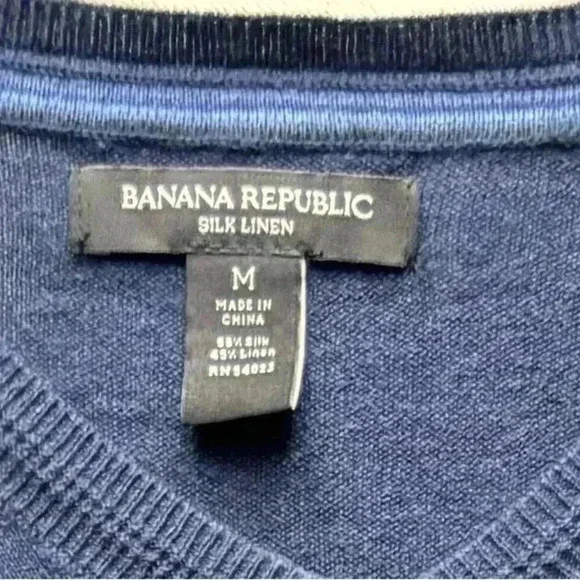 BANANA REPUBLIC
SILK LINEN
M
MADE IN
CHINA
55% SILK
45% LINEN
RN 54023